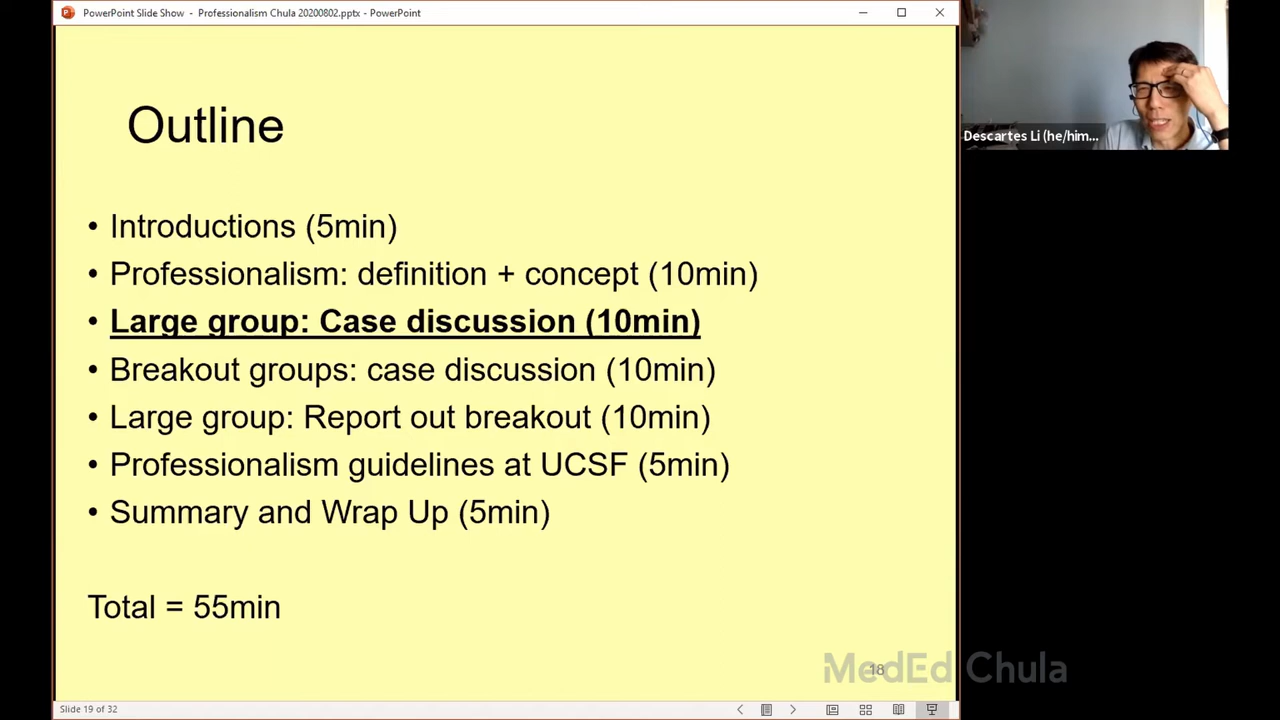 PowerPoint Slide Show - Professionalism Chula 20200802.pptx - PowerPoint
Outline
• Introductions (5min)
• Professionalism: definition + concept (10min)
• Large group: Case discussion (10min)
• Breakout groups: case discussion (10min)
• Large group: Report out breakout (10min)
• Professionalism guidelines at UCSF (5min)
• Summary and Wrap Up (5min)
Total = 55min
18
MedEd Chula
Slide 19 of 32
Descartes Li (he/him...